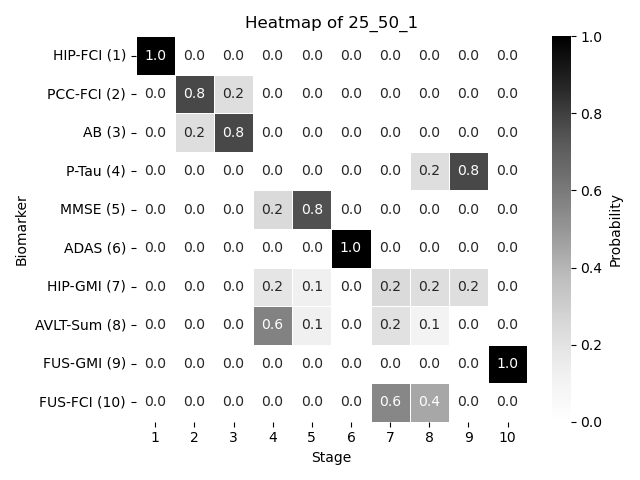 Heatmap of 25_50_1
HIP-FCI (1) 1.0 0.0 0.0 0.0 0.0 0.0 0.0 0.0 0.0 0.0
PCC-FCI (2) 0.0 0.8 0.2 0.0 0.0 0.0 0.0 0.0 0.0 0.0
AB (3) 0.0 0.2 0.8 0.0 0.0 0.0 0.0 0.0 0.0 0.0
P-Tau (4) 0.0 0.0 0.0 0.0 0.0 0.0 0.0 0.2 0.8 0.0
MMSE (5) 0.0 0.0 0.0 0.2 0.8 0.0 0.0 0.0 0.0 0.0
ADAS (6) 0.0 0.0 0.0 0.0 0.0 1.0 0.0 0.0 0.0 0.0
HIP-GMI (7) 0.0 0.0 0.0 0.2 0.1 0.0 0.2 0.2 0.2 0.0
AVLT-Sum (8) 0.0 0.0 0.0 0.6 0.1 0.0 0.2 0.1 0.0 0.0
FUS-GMI (9) 0.0 0.0 0.0 0.0 0.0 0.0 0.0 0.0 0.0 1.0
FUS-FCI (10) 0.0 0.0 0.0 0.0 0.0 0.0 0.6 0.4 0.0 0.0
1 2 3 4 5 6 7 8 9 10
Stage
Biomarker
1.0
0.8
0.6
0.4
0.2
0.0
Probability